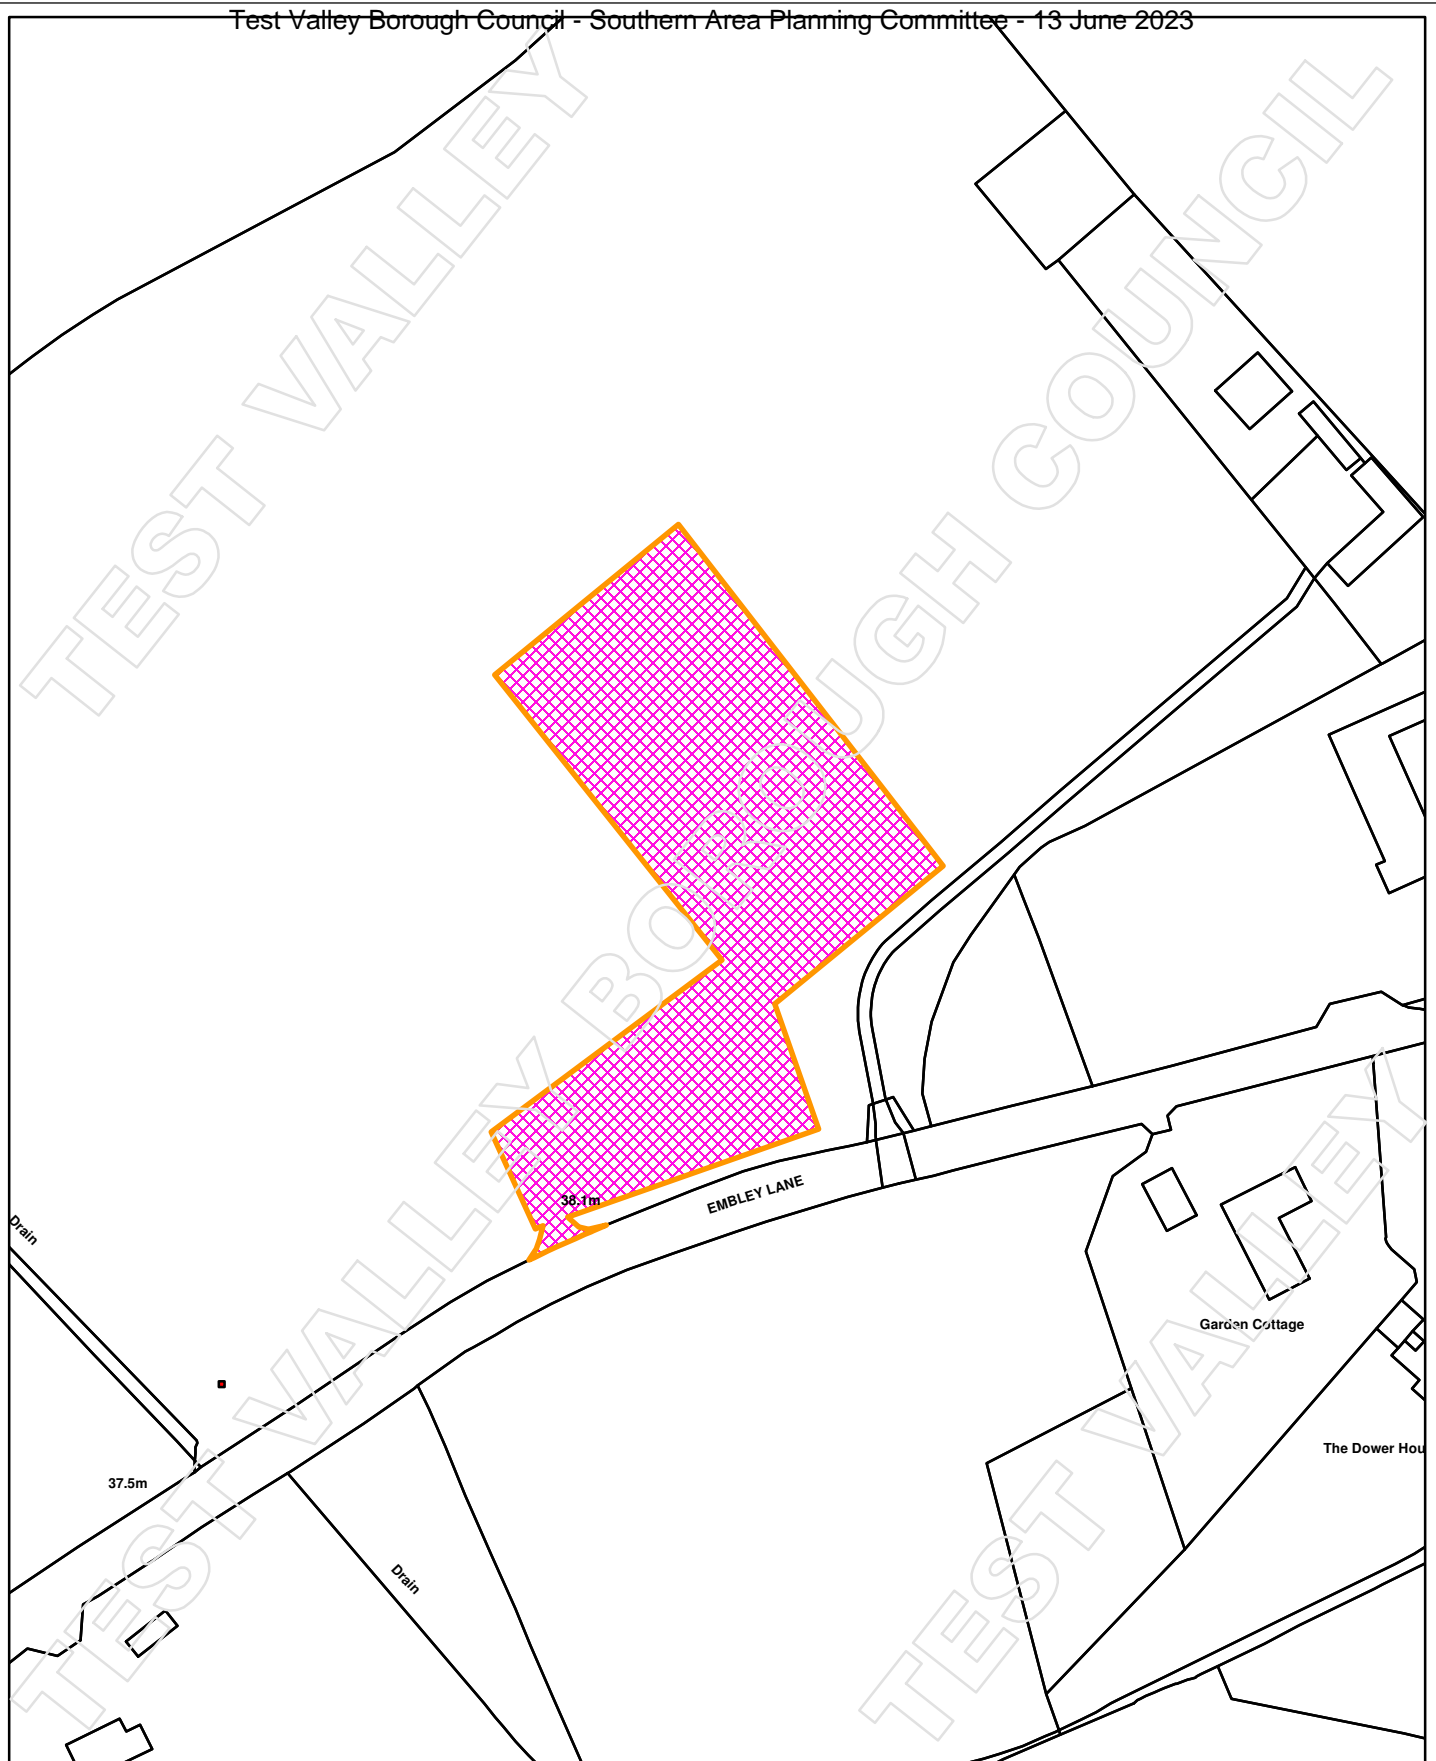 Test Valley Borough Council - Southern Area Planning Committee - 13 June 2023
TEST VALLEY
TEST VALLEY BOROUGH COUNCIL
TEST VALLEY
38.1m
EMBLEY LANE
Drain
Garden Cottage
The Dower Hou
37.5m
Drain